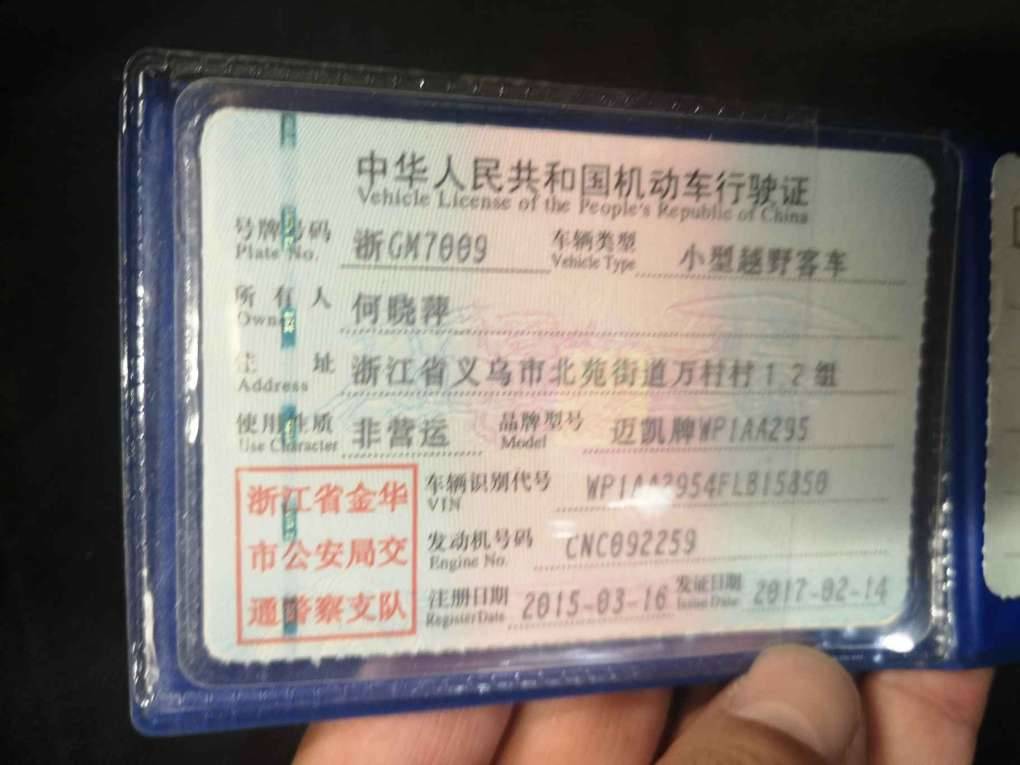 中华人民共和国机动车行驶证
Vehicle License of the People's Republic of China
号牌号码 浙GM7009 车辆类型 小型越野客车
Plate No. Vehicle Type
所有人 何晓萍
Owner
住址 浙江省义乌市北苑街道万村村12组
Address
使用性质 非营运 品牌型号 迈凯牌WP1AA295
Use Character Model
浙江省金华
市公安局交
通警察支队
车辆识别代号 WP1AA2954FLB15850
VIN
发动机号码 CNC092259
Engine No.
注册日期 2015-03-16 发证日期 2017-02-14
Register Date Issue Date